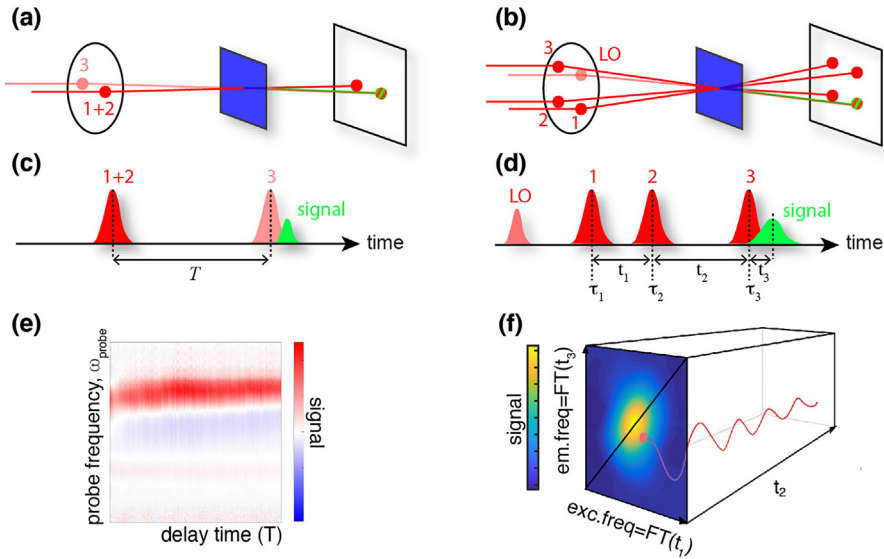 (a)
3
1+2
(b)
3
LO
2
1
(c)
1+2
3
signal
time
T
(d)
LO
1
2
3
signal
time
t1
t2
t3
τ1
τ2
τ3
(e)
probe frequency, ωprobe
signal
delay time (T)
(f)
signal
em.freq=FT(t3)
exc.freq=FT(t1)
t2